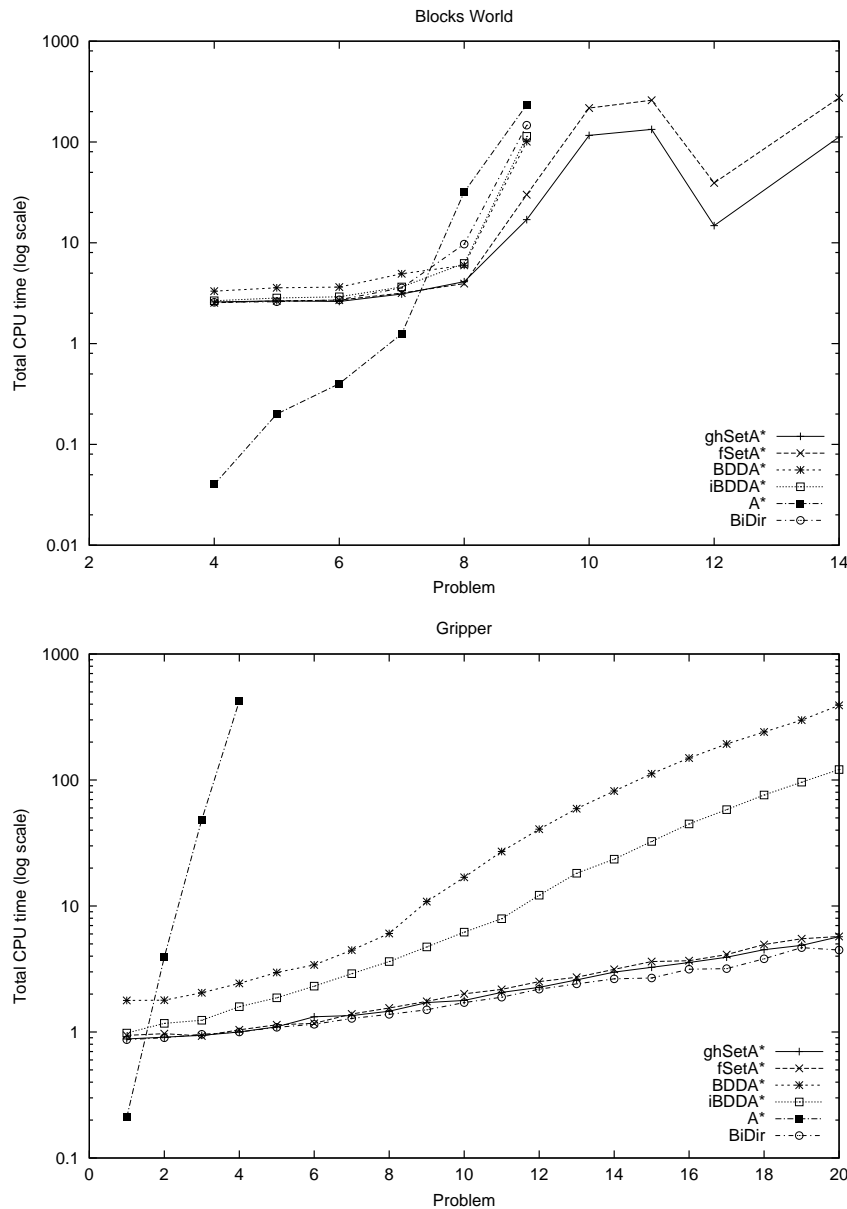 Blocks World
1000
100
10
1
0.1
0.01
Total CPU time (log scale)
2 4 6 8 10 12 14
Problem
ghSetA*
fSetA*
BDDA*
iBDDA*
A*
BiDir
Gripper
1000
100
10
1
0.1
Total CPU time (log scale)
0 2 4 6 8 10 12 14 16 18 20
Problem
ghSetA*
fSetA*
BDDA*
iBDDA*
A*
BiDir